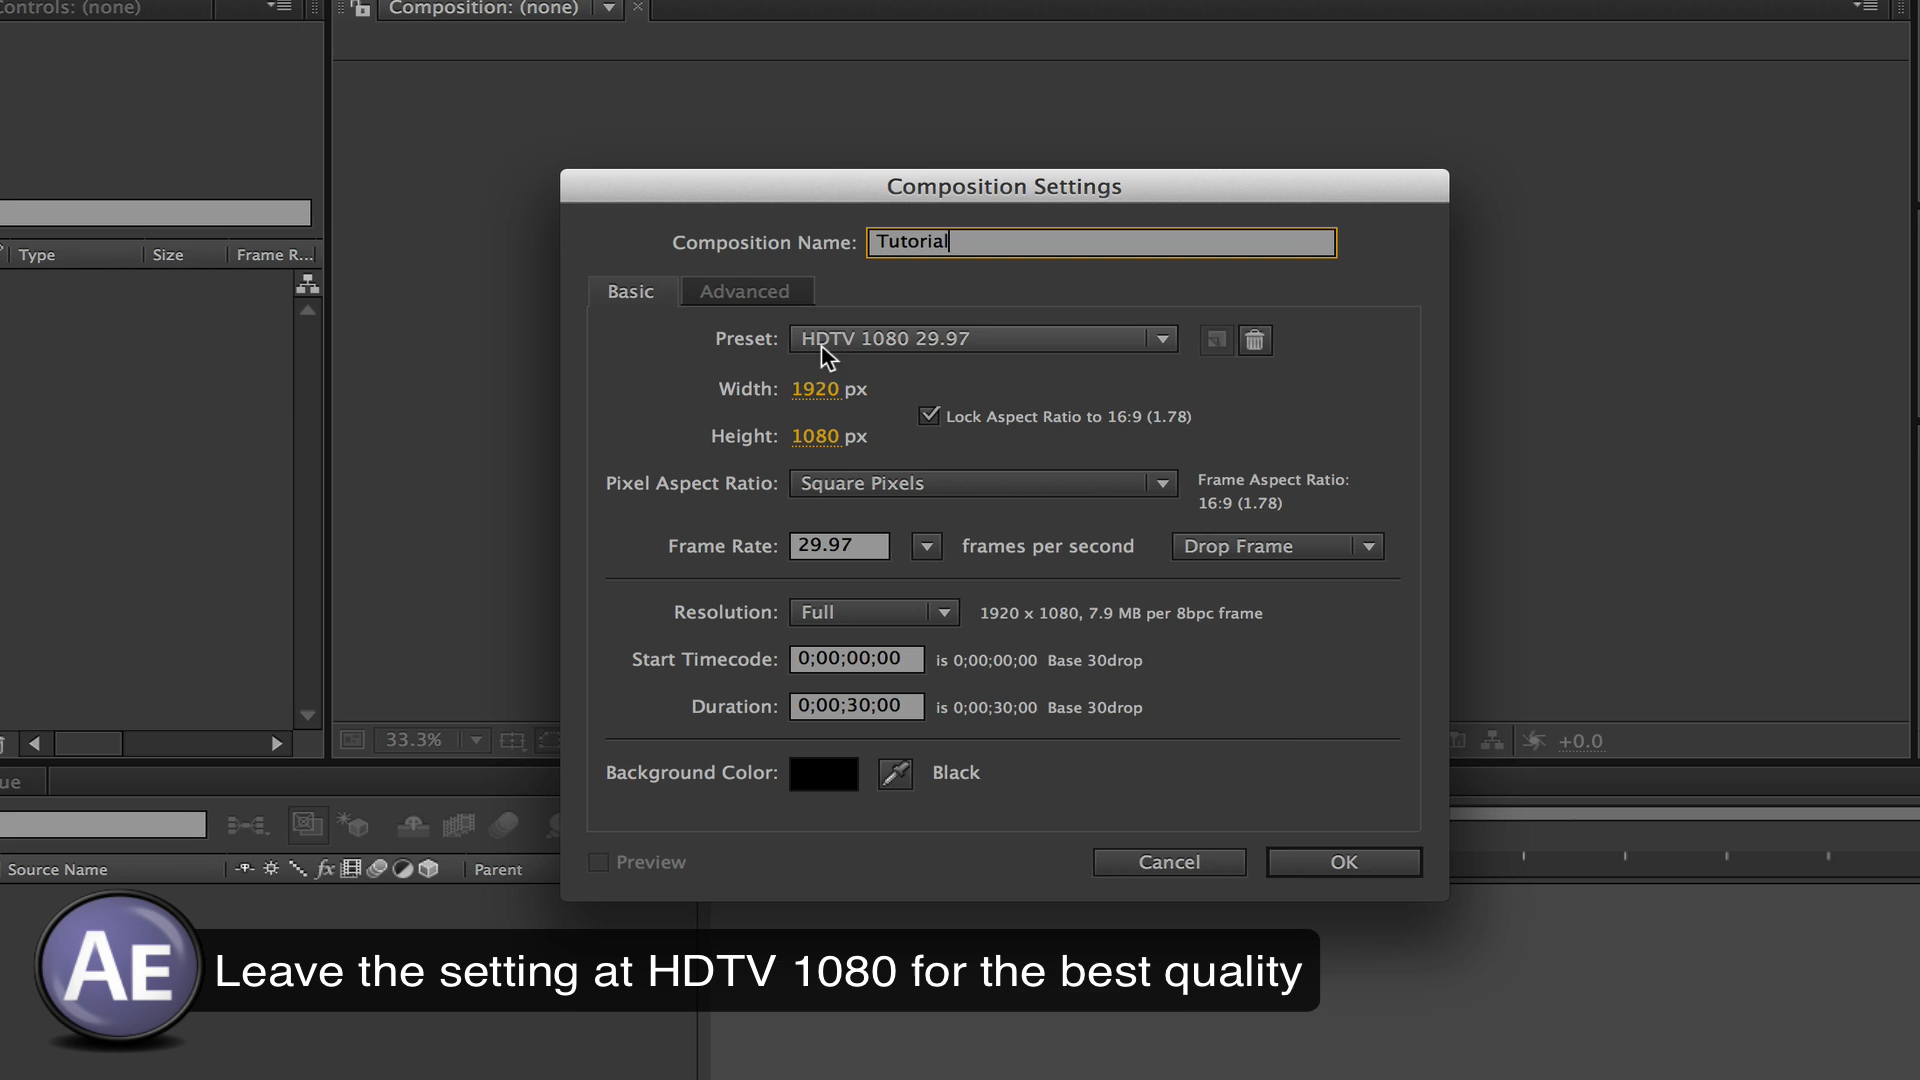 Controls: (none)
Composition: (none)
Type Size Frame R...
Composition Settings
Composition Name: Tutorial
Basic Advanced
Preset: HDTV 1080 29.97
Width: 1920 px
Lock Aspect Ratio to 16:9 (1.78)
Height: 1080 px
Pixel Aspect Ratio: Square Pixels
Frame Aspect Ratio:
16:9 (1.78)
Frame Rate: 29.97 frames per second Drop Frame
Resolution: Full 1920 x 1080, 7.9 MB per 8bpc frame
Start Timecode: 0;00;00;00 is 0;00;00;00 Base 30drop
Duration: 0;00;30;00 is 0;00;30;00 Base 30drop
33.3%
+0.0
Background Color: Black
Preview Cancel OK
Source Name fx Parent
AE
Leave the setting at HDTV 1080 for the best quality